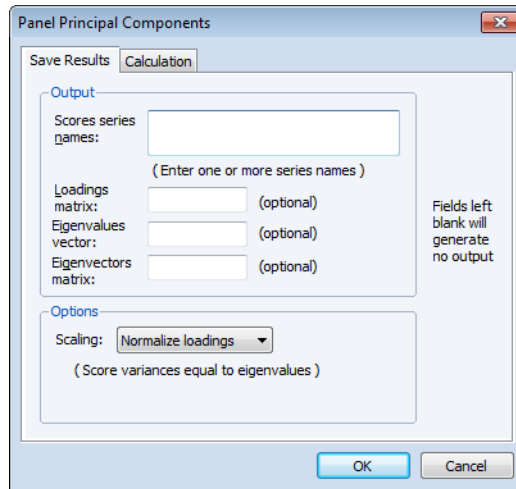 Panel Principal Components
Save Results
Calculation
Output
Scores series
names:
( Enter one or more series names )
Loadings
matrix:
(optional)
Eigenvalues
vector:
(optional)
Eigenvectors
matrix:
(optional)
Fields left
blank will
generate
no output
Options
Scaling:
Normalize loadings
( Score variances equal to eigenvalues )
OK
Cancel